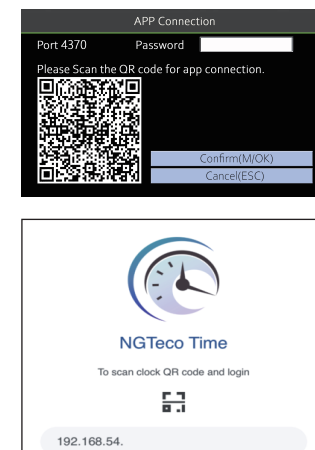 APP Connection
Port 4370 Password
Please Scan the QR code for app connection.
Confirm(M/OK)
Cancel(ESC)
NGTeco Time
To scan clock QR code and login
192.168.54.